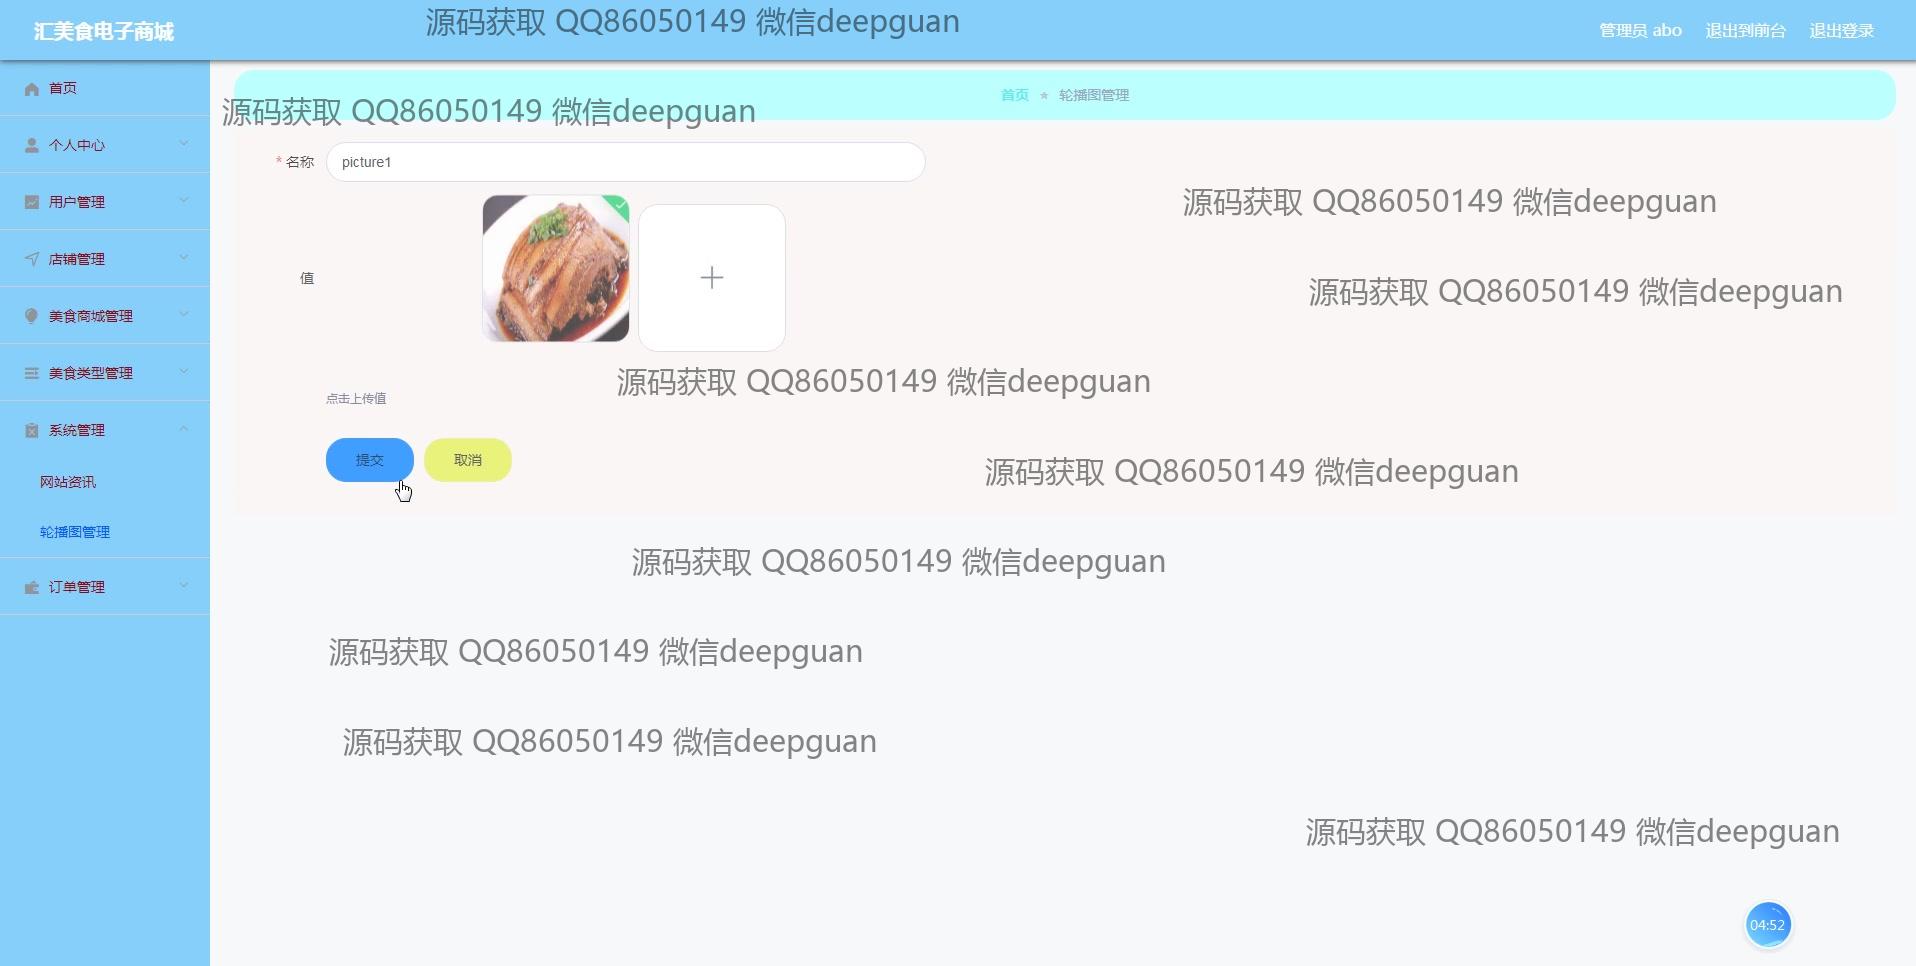 汇美食电子商城
源码获取 QQ86050149 微信deepguan
管理员 abo
退出到前台
退出登录
首页
个人中心
用户管理
店铺管理
美食商城管理
美食类型管理
系统管理
网站资讯
轮播图管理
订单管理
首页 ★ 轮播图管理
源码获取 QQ86050149 微信deepguan
* 名称
picture1
源码获取 QQ86050149 微信deepguan
值
源码获取 QQ86050149 微信deepguan
源码获取 QQ86050149 微信deepguan
点击上传值
提交
取消
源码获取 QQ86050149 微信deepguan
源码获取 QQ86050149 微信deepguan
源码获取 QQ86050149 微信deepguan
源码获取 QQ86050149 微信deepguan
源码获取 QQ86050149 微信deepguan
04:52